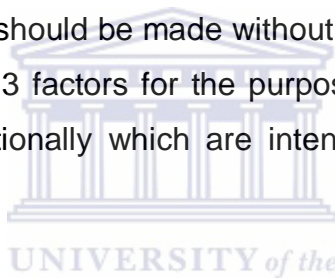 should be made without
3 factors for the purpos
tionally which are inten
UNIVERSITY of the